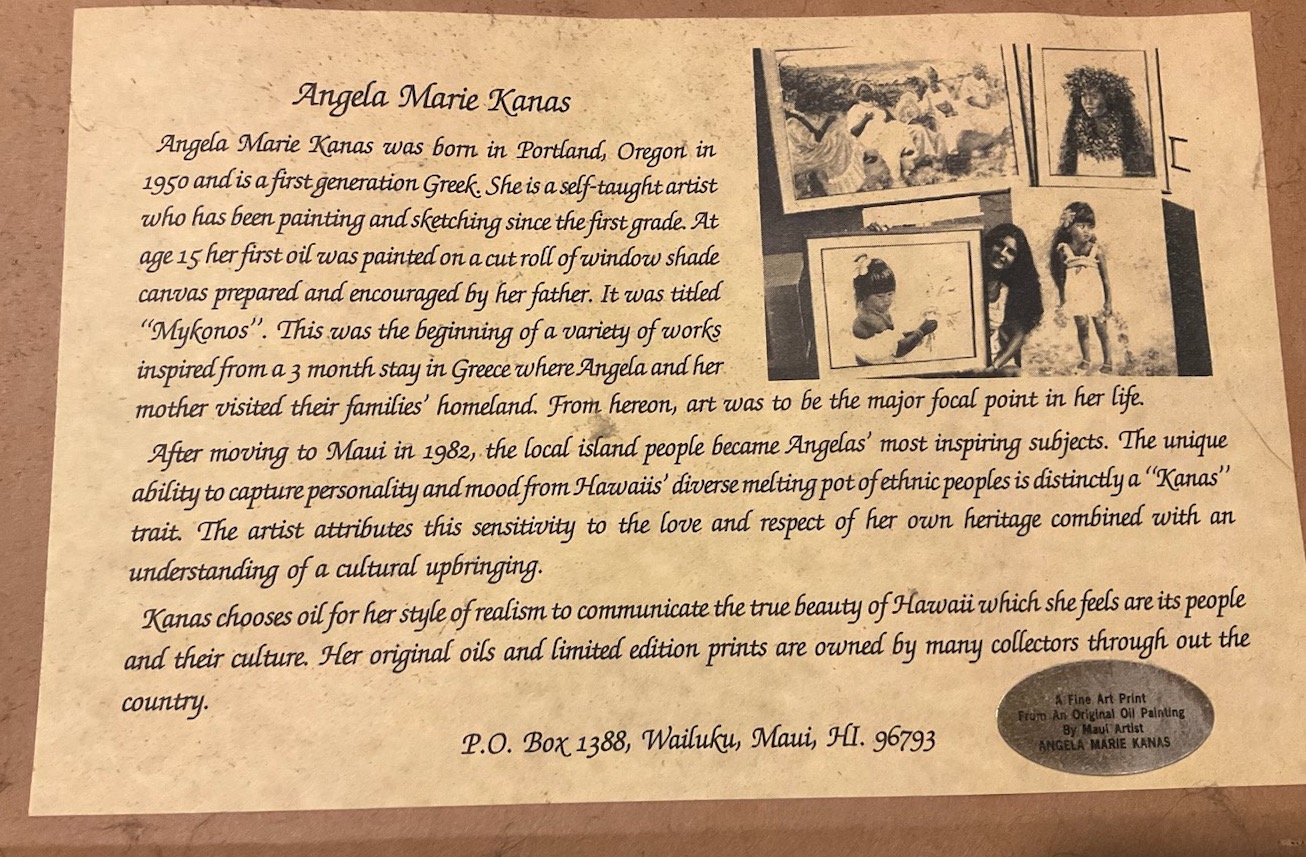 Angela Marie Kanas
Angela Marie Kanas was born in Portland, Oregon in
1950 and is a first generation Greek. She is a self-taught artist
who has been painting and sketching since the first grade. At
age 15 her first oil was painted on a cut roll of window shade
canvas prepared and encouraged by her father. It was titled
“Mykonos”. This was the beginning of a variety of works
inspired from a 3 month stay in Greece where Angela and her
mother visited their families’ homeland. From hereon, art was to be the major focal point in her life.
After moving to Maui in 1982, the local island people became Angelas’ most inspiring subjects. The unique
ability to capture personality and mood from Hawaiis’ diverse melting pot of ethnic peoples is distinctly a “Kanas”
trait. The artist attributes this sensitivity to the love and respect of her own heritage combined with an
understanding of a cultural upbringing.
Kanas chooses oil for her style of realism to communicate the true beauty of Hawaii which she feels are its people
and their culture. Her original oils and limited edition prints are owned by many collectors through out the
country.
P.O. Box 1388, Wailuku, Maui, HI. 96793
A Fine Art Print
From An Original Oil Painting
By Maui Artist
ANGELA MARIE KANAS